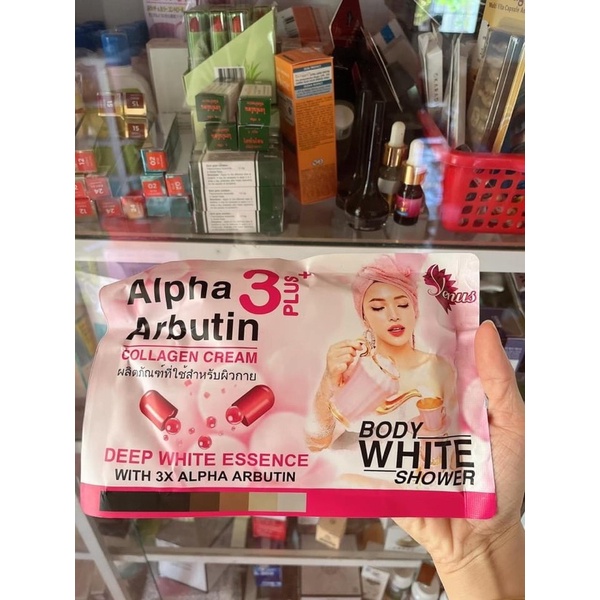 Alpha 3 PLUS+
Arbutin
COLLAGEN CREAM
ผลิตภัณฑ์ที่ใช้สำหรับผิวกาย
DEEP WHITE ESSENCE
WITH 3X ALPHA ARBUTIN
Venus
BODY
WHITE
SHOWER